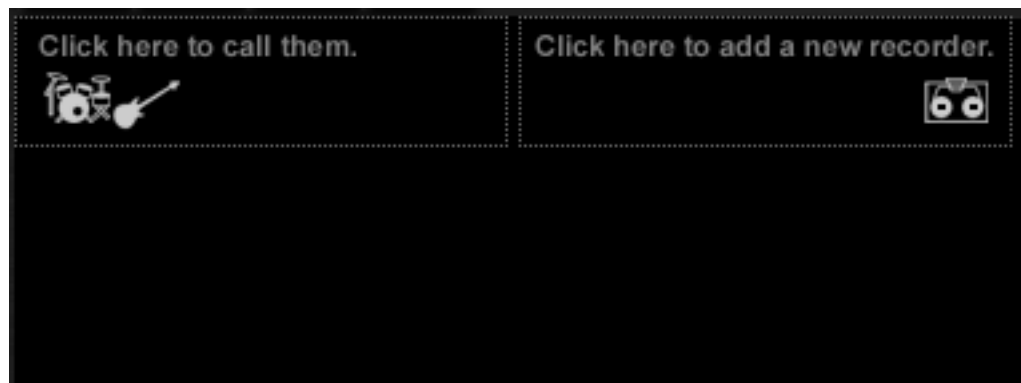 Click here to call them.
Click here to add a new recorder.